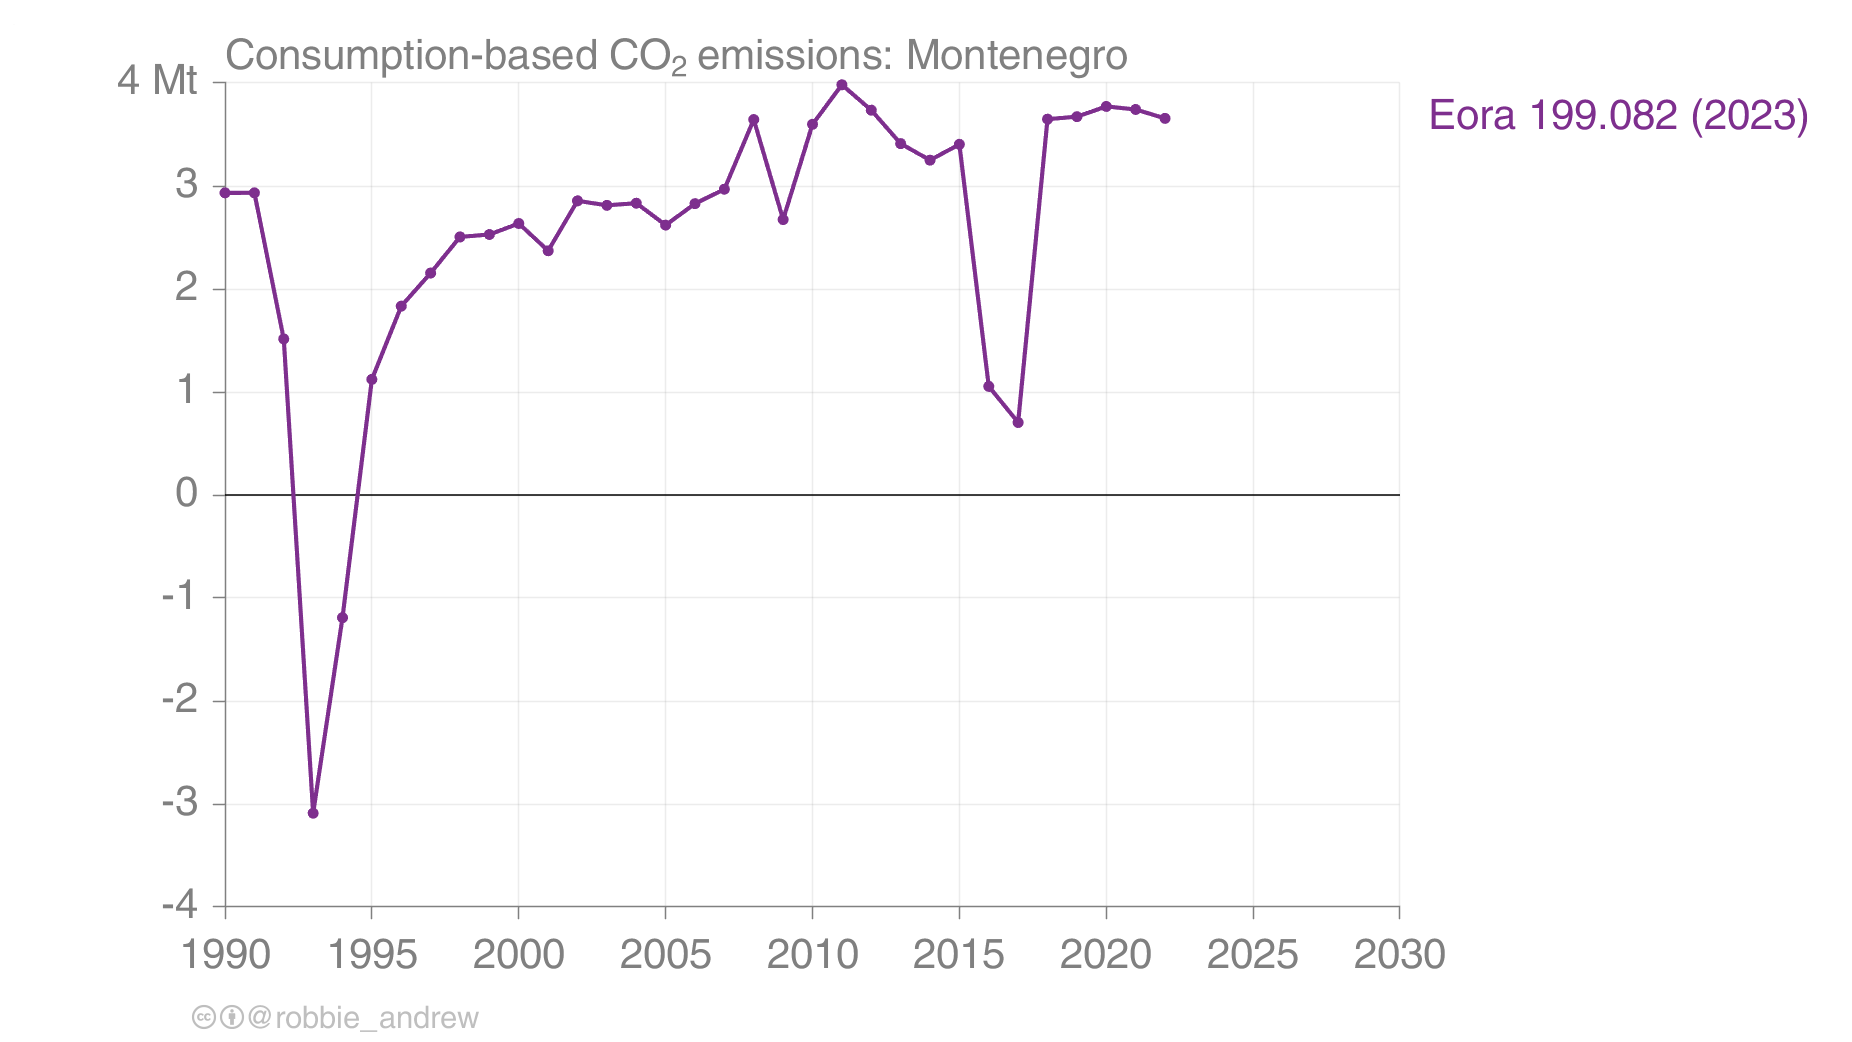 Consumption-based CO₂ emissions: Montenegro
4 Mt
3
2
1
0
-1
-2
-3
-4
1990 1995 2000 2005 2010 2015 2020 2025 2030
Eora 199.082 (2023)
cc @robbie_andrew